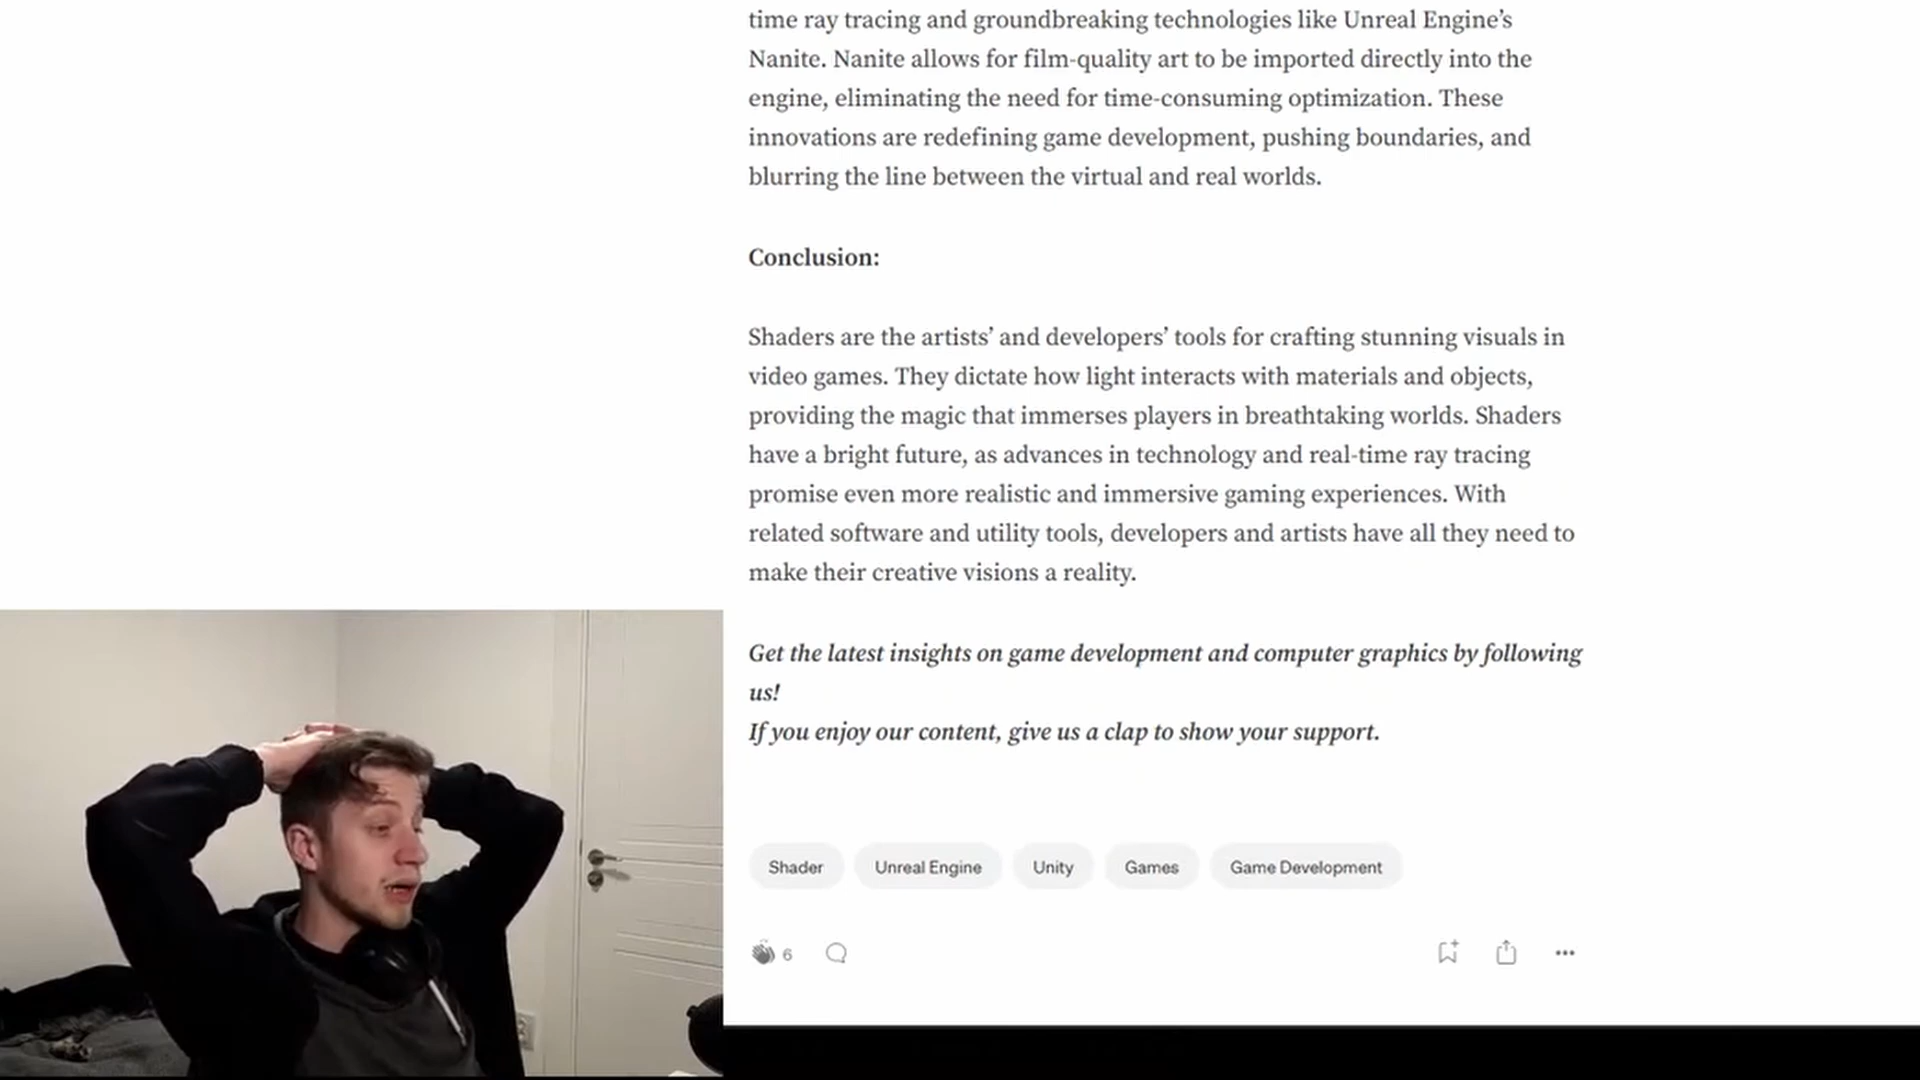 time ray tracing and groundbreaking technologies like Unreal Engine’s
Nanite. Nanite allows for film-quality art to be imported directly into the
engine, eliminating the need for time-consuming optimization. These
innovations are redefining game development, pushing boundaries, and
blurring the line between the virtual and real worlds.
Conclusion:
Shaders are the artists’ and developers’ tools for crafting stunning visuals in
video games. They dictate how light interacts with materials and objects,
providing the magic that immerses players in breathtaking worlds. Shaders
have a bright future, as advances in technology and real-time ray tracing
promise even more realistic and immersive gaming experiences. With
related software and utility tools, developers and artists have all they need to
make their creative visions a reality.
Get the latest insights on game development and computer graphics by following
us!
If you enjoy our content, give us a clap to show your support.
Shader Unreal Engine Unity Games Game Development
6